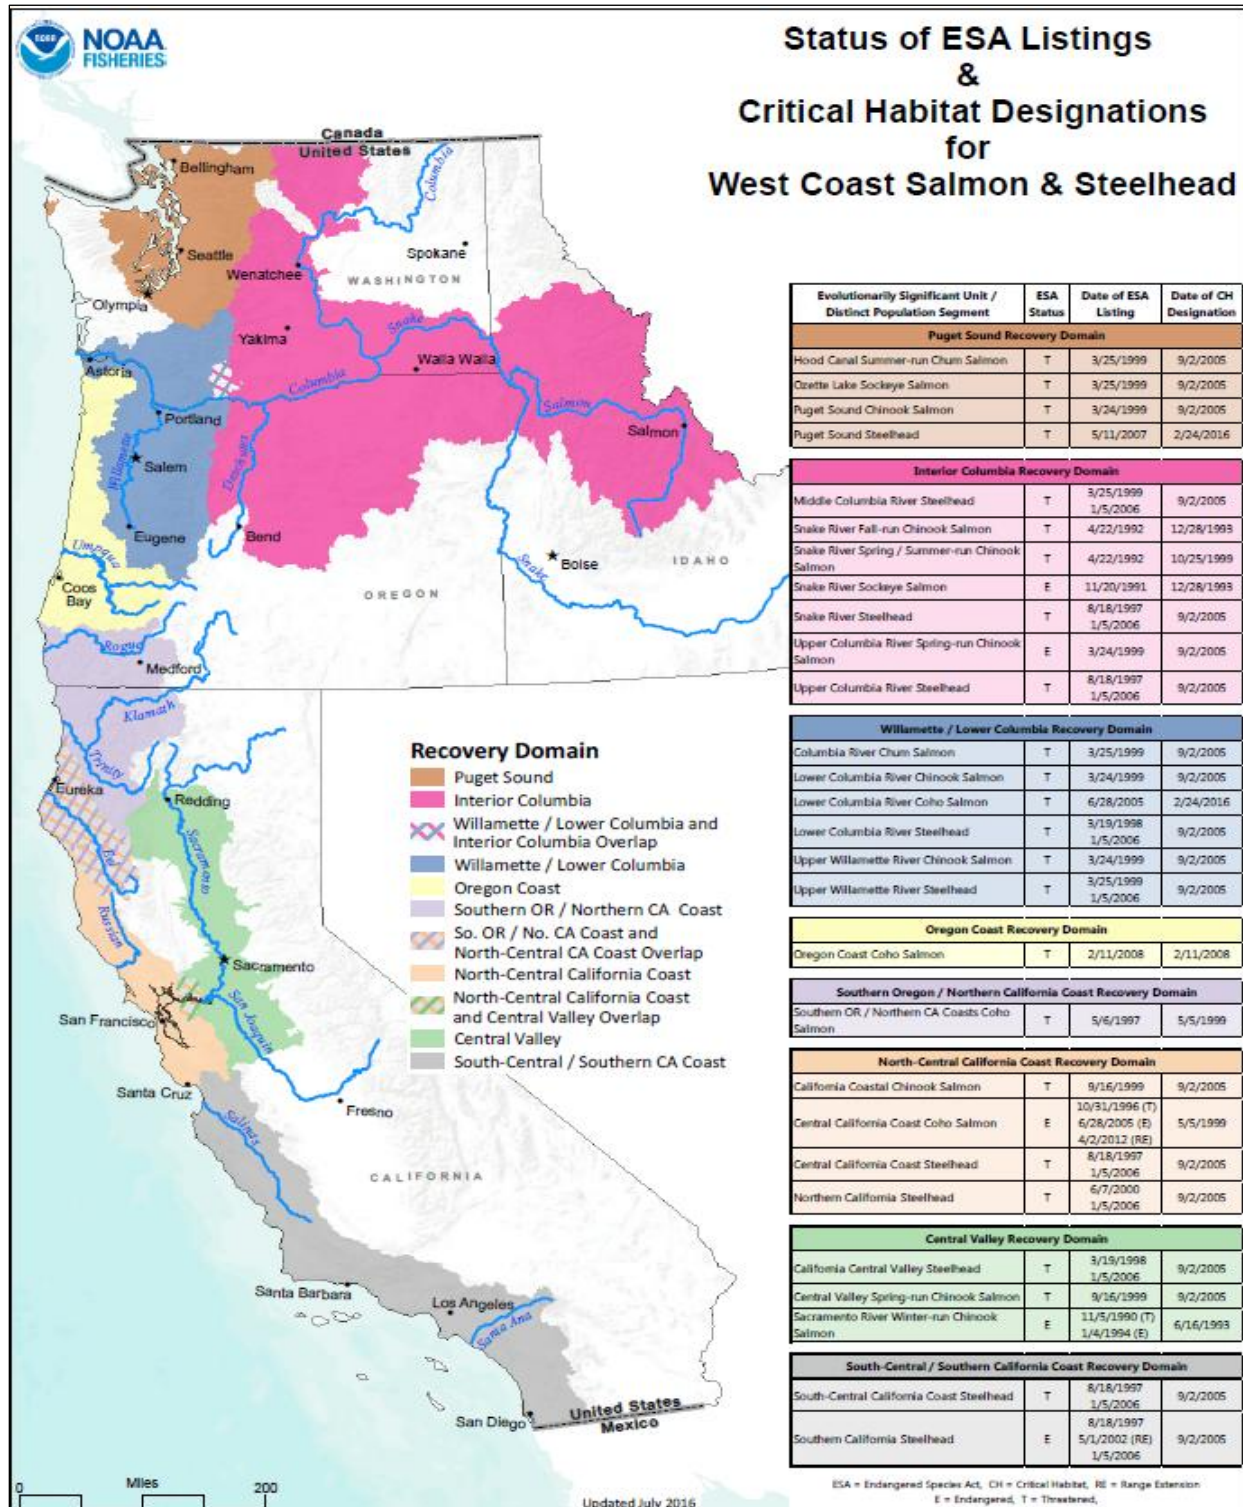 NOAA
NOAA
FISHERIES
Status of ESA Listings
&
Critical Habitat Designations
for
West Coast Salmon & Steelhead
Canada
United States
Bellingham
Columbia
Seattle
Spokane
Wenatchee
WASHINGTON
Olympia
Yakima
Snake
Walla Walla
Astoria
Columbia
Portland
Salmon
Salmon
Willamette
Salem
Deschutes
Eugene
Bend
Umpqua
Boise
IDAHO
Snake
Coos
Bay
OREGON
Rogue
Medford
Klamath
Trinity
Eureka
Redding
Sacramento
Eel
Russian
Sacramento
San Joaquin
San Francisco
Santa Cruz
Fresno
Salinas
CALIFORNIA
Santa Barbara
Los Angeles
Santa Ana
San Diego
United States
Mexico
Recovery Domain
Puget Sound
Interior Columbia
Willamette / Lower Columbia and
Interior Columbia Overlap
Willamette / Lower Columbia
Oregon Coast
Southern OR / Northern CA Coast
So. OR / No. CA Coast and
North-Central CA Coast Overlap
North-Central California Coast
North-Central California Coast
and Central Valley Overlap
Central Valley
South-Central / Southern CA Coast
Miles
0 200
Updated July 2016
Evolutionarily Significant Unit / Distinct Population Segment ESA Status Date of ESA Listing Date of CH Designation
Puget Sound Recovery Domain
Hood Canal Summer-run Chum Salmon T 3/25/1999 9/2/2005
Ozette Lake Sockeye Salmon T 3/25/1999 9/2/2005
Puget Sound Chinook Salmon T 3/24/1999 9/2/2005
Puget Sound Steelhead T 5/11/2007 2/24/2016
Interior Columbia Recovery Domain
Middle Columbia River Steelhead T 3/25/1999 1/5/2006 9/2/2005
Snake River Fall-run Chinook Salmon T 4/22/1992 12/28/1993
Snake River Spring / Summer-run Chinook Salmon T 4/22/1992 10/25/1999
Snake River Sockeye Salmon E 11/20/1991 12/28/1993
Snake River Steelhead T 8/18/1997 1/5/2006 9/2/2005
Upper Columbia River Spring-run Chinook Salmon E 3/24/1999 9/2/2005
Upper Columbia River Steelhead T 8/18/1997 1/5/2006 9/2/2005
Willamette / Lower Columbia Recovery Domain
Columbia River Chum Salmon T 3/25/1999 9/2/2005
Lower Columbia River Chinook Salmon T 3/24/1999 9/2/2005
Lower Columbia River Coho Salmon T 6/28/2005 2/24/2016
Lower Columbia River Steelhead T 3/19/1998 1/5/2006 9/2/2005
Upper Willamette River Chinook Salmon T 3/24/1999 9/2/2005
Upper Willamette River Steelhead T 3/25/1999 1/5/2006 9/2/2005
Oregon Coast Recovery Domain
Oregon Coast Coho Salmon T 2/11/2008 2/11/2008
Southern Oregon / Northern California Coast Recovery Domain
Southern OR / Northern CA Coasts Coho Salmon T 5/6/1997 5/5/1999
North-Central California Coast Recovery Domain
California Coastal Chinook Salmon T 9/16/1999 9/2/2005
Central California Coast Coho Salmon E 10/31/1996 (T) 6/28/2005 (E) 4/2/2012 (RE) 5/5/1999
Central California Coast Steelhead T 8/18/1997 1/5/2006 9/2/2005
Northern California Steelhead T 6/7/2000 1/5/2006 9/2/2005
Central Valley Recovery Domain
California Central Valley Steelhead T 3/19/1998 1/5/2006 9/2/2005
Central Valley Spring-run Chinook Salmon T 9/16/1999 9/2/2005
Sacramento River Winter-run Chinook Salmon E 11/5/1990 (T) 1/4/1994 (E) 6/16/1993
South-Central / Southern California Coast Recovery Domain
South-Central California Coast Steelhead T 8/18/1997 1/5/2006 9/2/2005
Southern California Steelhead E 8/18/1997 5/1/2002 (RE) 1/5/2006 9/2/2005
ESA = Endangered Species Act, CH = Critical Habitat, RE = Range Extension
E = Endangered, T = Threatened,